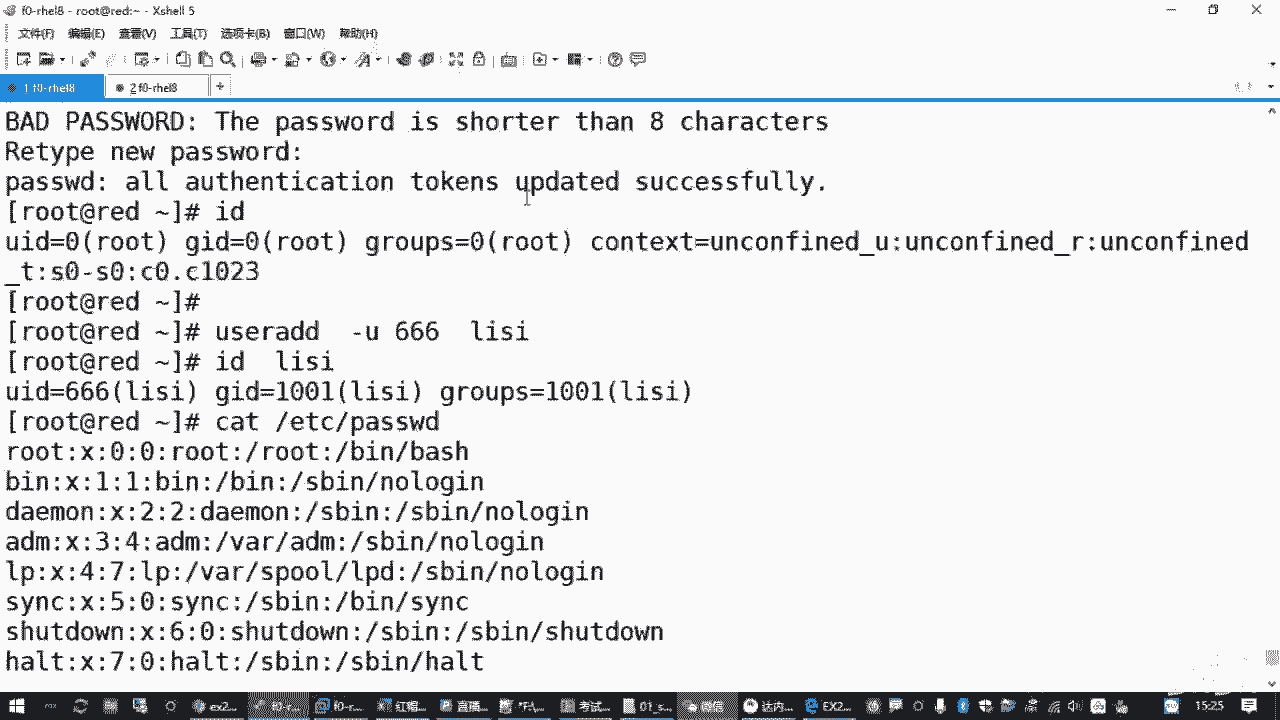 f0-rhel8 - root@red:~ - Xshell 5
文件(F) 编辑(E) 查看(V) 工具(T) 选项卡(B) 窗口(W) 帮助(H)
1 f0-rhel8 2 f0-rhel8 +
BAD PASSWORD: The password is shorter than 8 characters
Retype new password:
passwd: all authentication tokens updated successfully.
[root@red ~]# id
uid=0(root) gid=0(root) groups=0(root) context=unconfined_u:unconfined_r:unconfined
_t:s0-s0:c0.c1023
[root@red ~]#
[root@red ~]# useradd  -u 666  lisi
[root@red ~]# id  lisi
uid=666(lisi) gid=1001(lisi) groups=1001(lisi)
[root@red ~]# cat /etc/passwd
root:x:0:0:root:/root:/bin/bash
bin:x:1:1:bin:/bin:/sbin/nologin
daemon:x:2:2:daemon:/sbin:/sbin/nologin
adm:x:3:4:adm:/var/adm:/sbin/nologin
lp:x:4:7:lp:/var/spool/lpd:/sbin/nologin
sync:x:5:0:sync:/sbin:/bin/sync
shutdown:x:6:0:shutdown:/sbin:/sbin/shutdown
halt:x:7:0:halt:/sbin:/sbin/halt
ex2... f0-r... f0-r... 红帽... 直播... 考试... 01_s... 微信 达内... EX2... 15:25